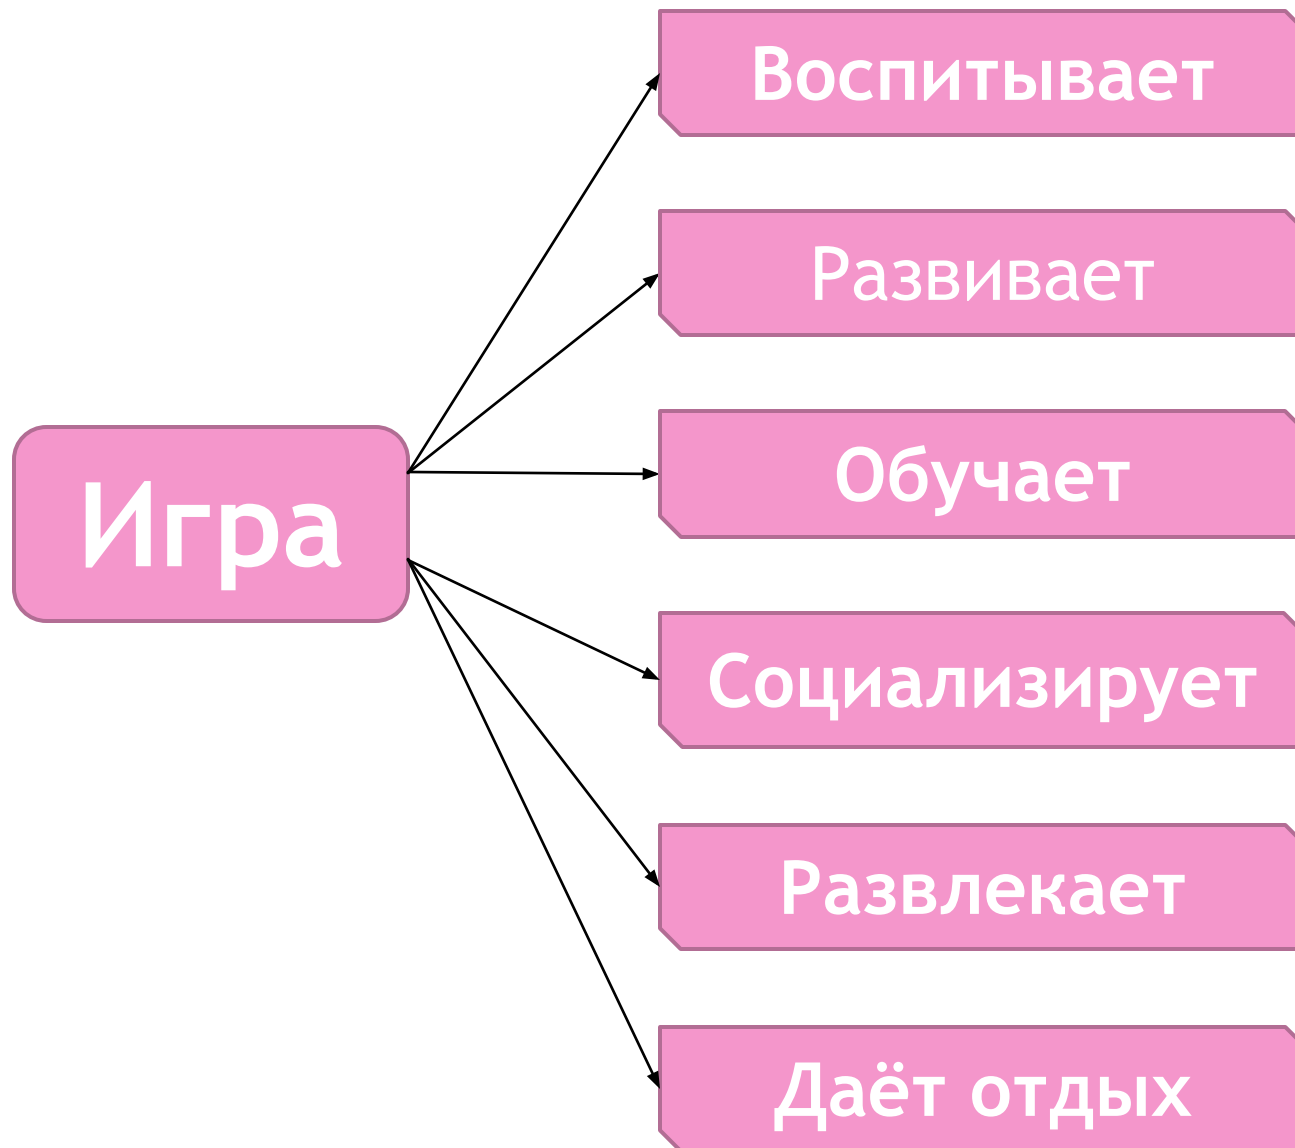 Игра
Воспитывает
Развивает
Обучает
Социализирует
Развлекает
Даёт отдых